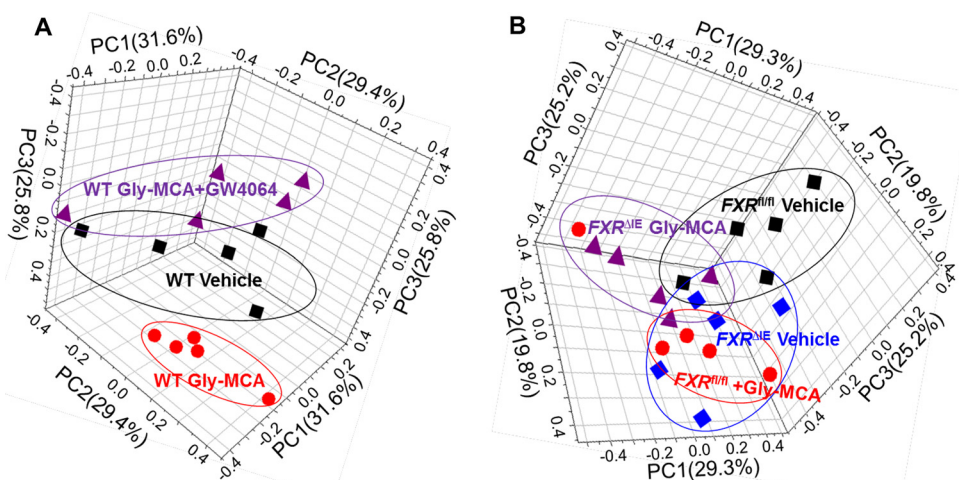 A
PC1(31.6%)
-0.4 -0.2 0.0 0.2 0.4
PC2(29.4%)
-0.4 -0.2 0.0 0.2 0.4
PC3(25.8%)
-0.4 -0.2 0.0 0.2 0.4
PC3(25.8%)
0.4 0.2 0.0 -0.2 -0.4
WT Gly-MCA+GW4064
WT Vehicle
WT Gly-MCA
PC2(29.4%)
-0.4 -0.2 0.0 0.2 0.4
PC1(31.6%)
-0.4 -0.2 0.0 0.2 0.4
B
PC1(29.3%)
-0.4 -0.2 0.0 0.2 0.4
PC3(25.2%)
0.4 0.2 0.0 -0.2 -0.4
PC2(19.8%)
-0.4 -0.2 0.0 0.2 0.4
FXRfl/fl Vehicle
FXRΔIE Gly-MCA
FXRΔIE Vehicle
FXRfl/fl +Gly-MCA
PC2(19.8%)
-0.4 -0.2 0.0 0.2 0.4
PC3(25.2%)
0.4 0.2 0.0 -0.2 -0.4
-0.4 -0.2 0.0 0.2 0.4
PC1(29.3%)